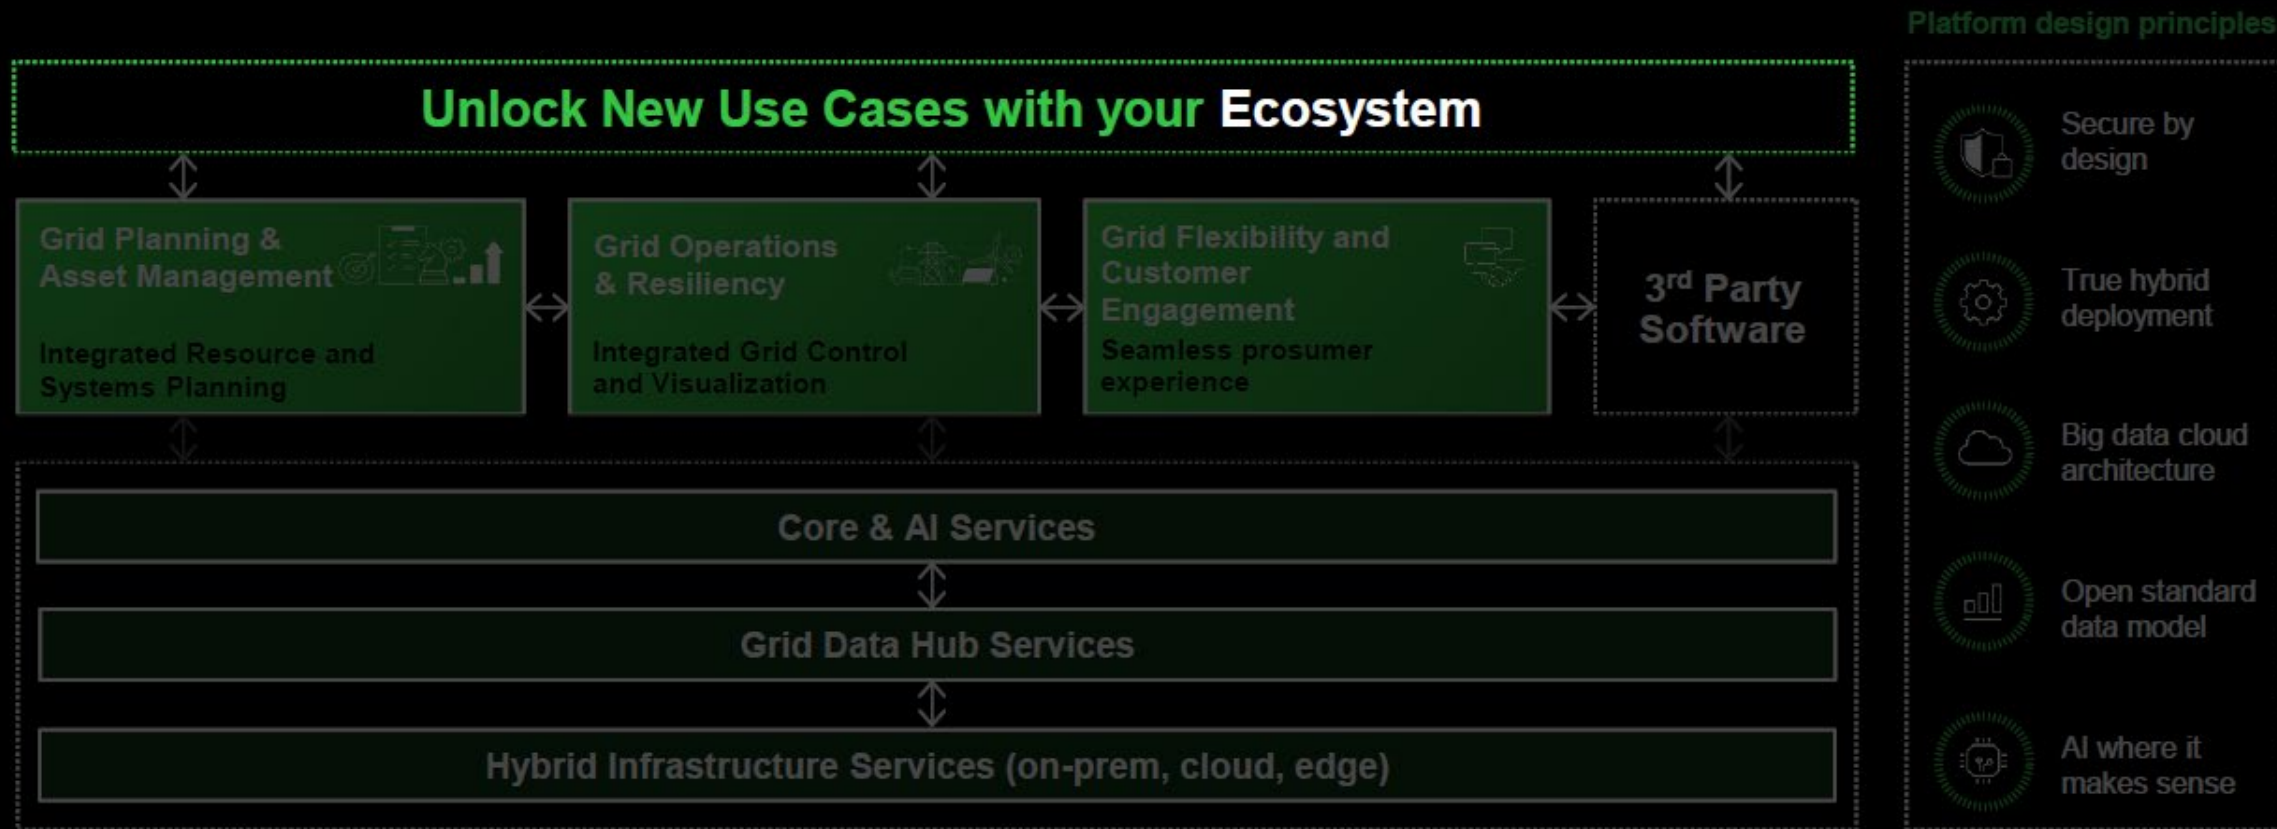 Platform design principles
Unlock New Use Cases with your Ecosystem
Grid Planning &
Asset Management
Integrated Resource and
Systems Planning
Grid Operations
& Resiliency
Integrated Grid Control
and Visualization
Grid Flexibility and
Customer
Engagement
Seamless prosumer
experience
3rd Party
Software
Core & AI Services
Grid Data Hub Services
Hybrid Infrastructure Services (on-prem, cloud, edge)
Secure by
design
True hybrid
deployment
Big data cloud
architecture
Open standard
data model
AI where it
makes sense